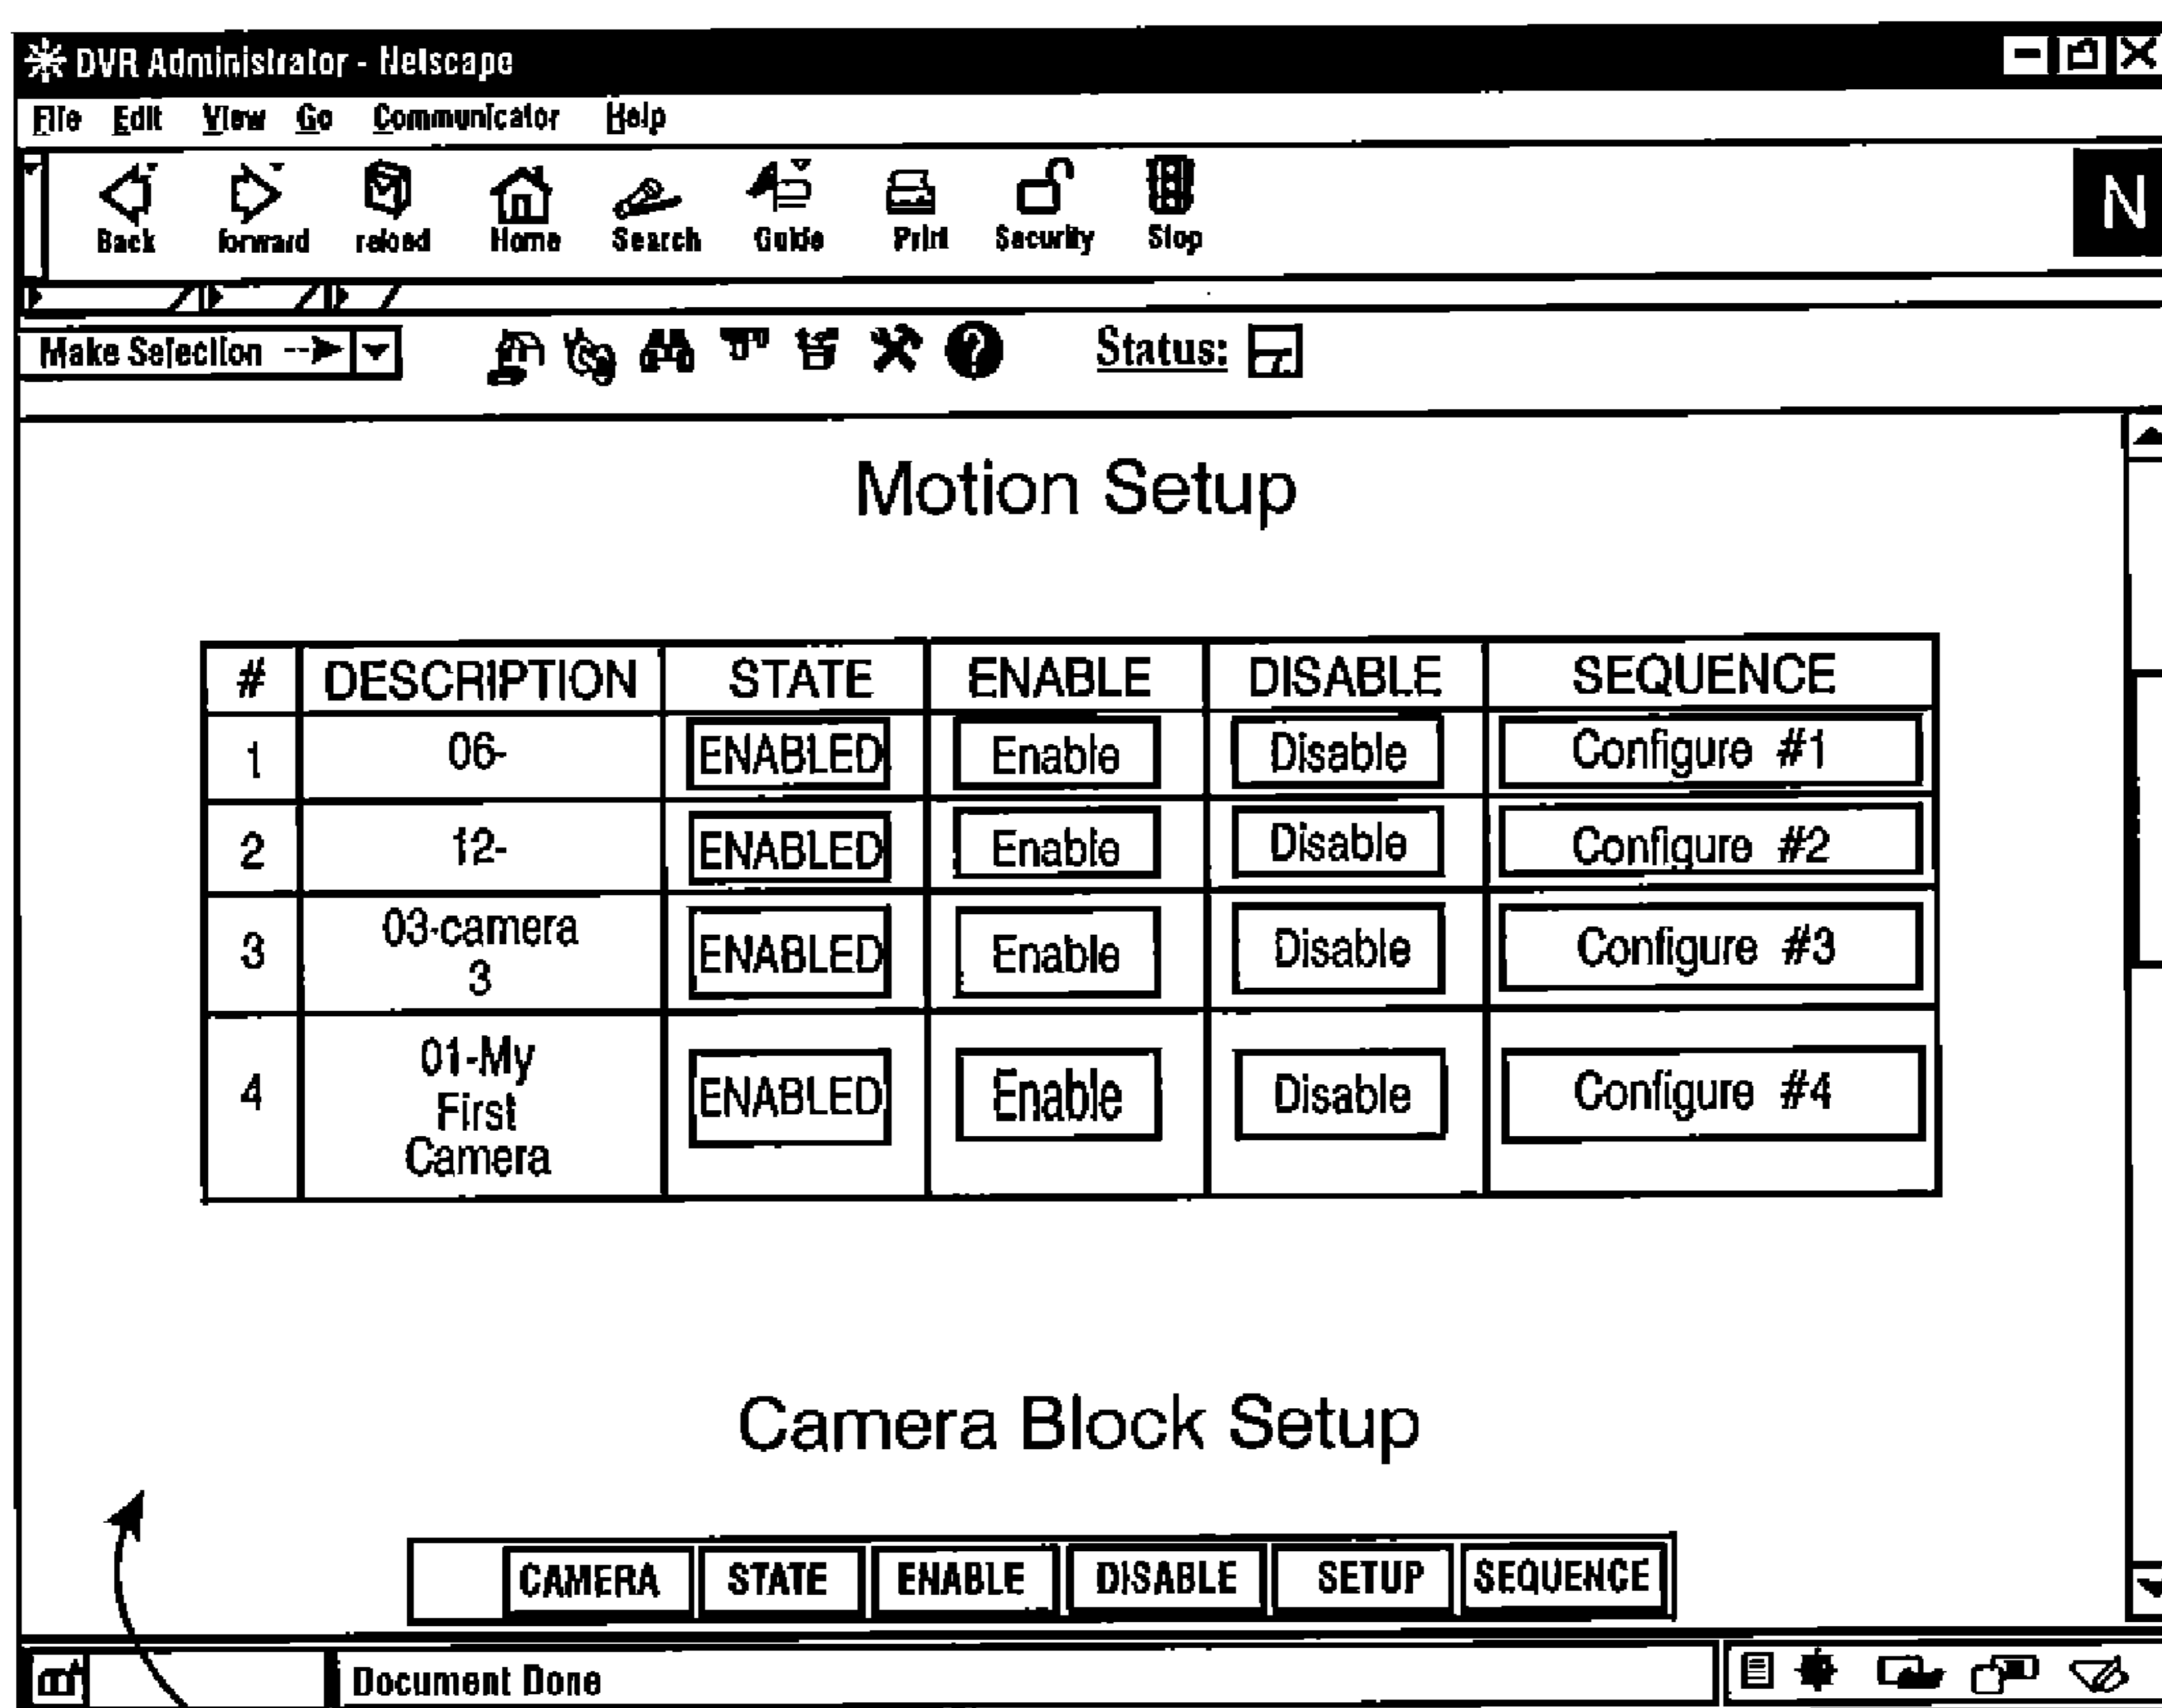 DVR Administrator - Netscape
File Edit View Go Communicator Help
Back forward reload Home Search Guide Print Security Stop
N
Make Selection --> Status:
Motion Setup
# DESCRIPTION STATE ENABLE DISABLE SEQUENCE
1 06- ENABLED Enable Disable Configure #1
2 12- ENABLED Enable Disable Configure #2
3 03-camera 3 ENABLED Enable Disable Configure #3
4 01-My First Camera ENABLED Enable Disable Configure #4
Camera Block Setup
CAMERA STATE ENABLE DISABLE SETUP SEQUENCE
Document Done